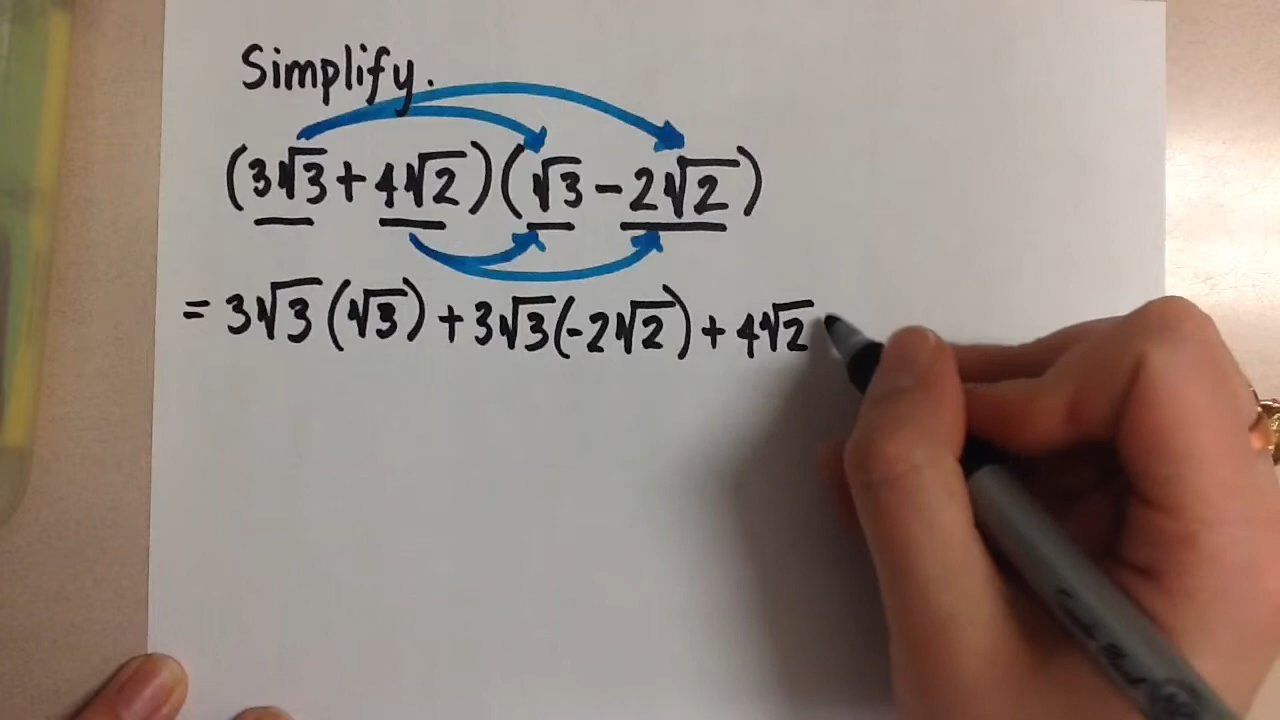 Simplify.
(3√3+4√2)(√3-2√2)
=3√3(√3)+3√3(-2√2)+4√2